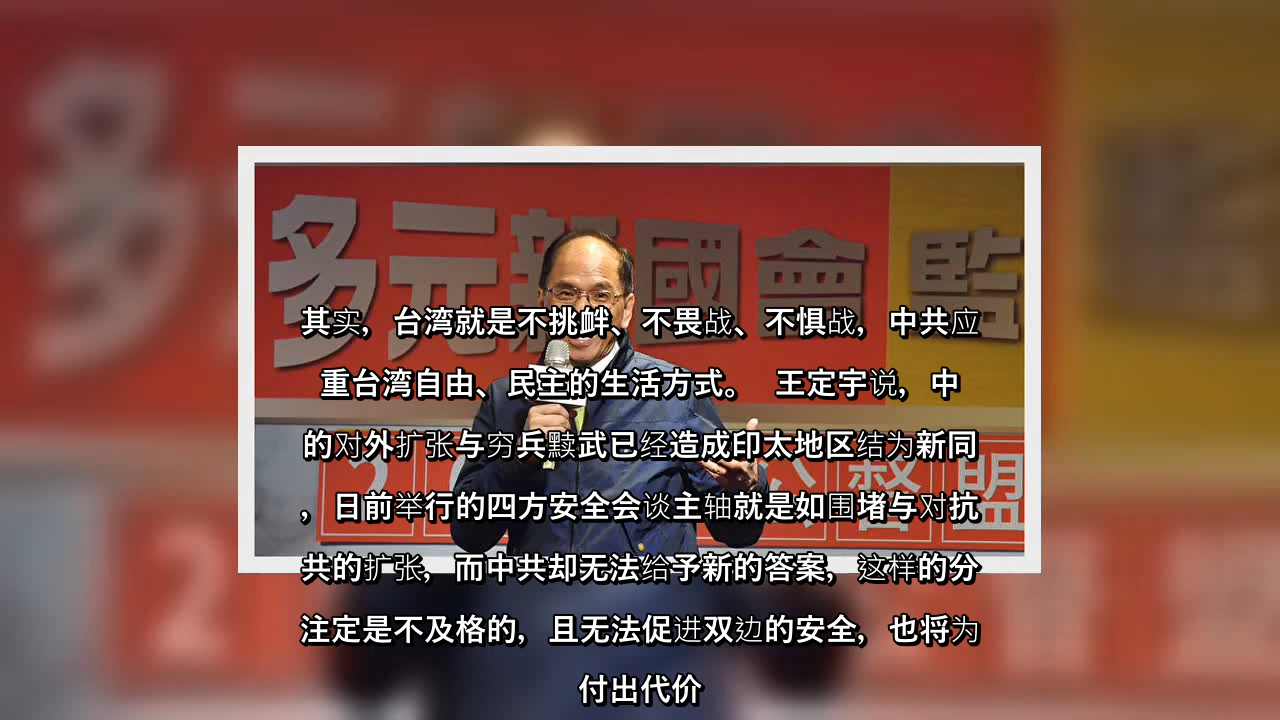 多元新國會 監
其实，台湾就是不挑衅、不畏战、不惧战，中共应
重台湾自由、民主的生活方式。 王定宇说，中
的对外扩张与穷兵黩武已经造成印太地区结为新同
，日前举行的四方安全会谈主轴就是如围堵与对抗
共的扩张，而中共却无法给予新的答案，这样的分
注定是不及格的，且无法促进双边的安全，也将为
付出代价
督盟